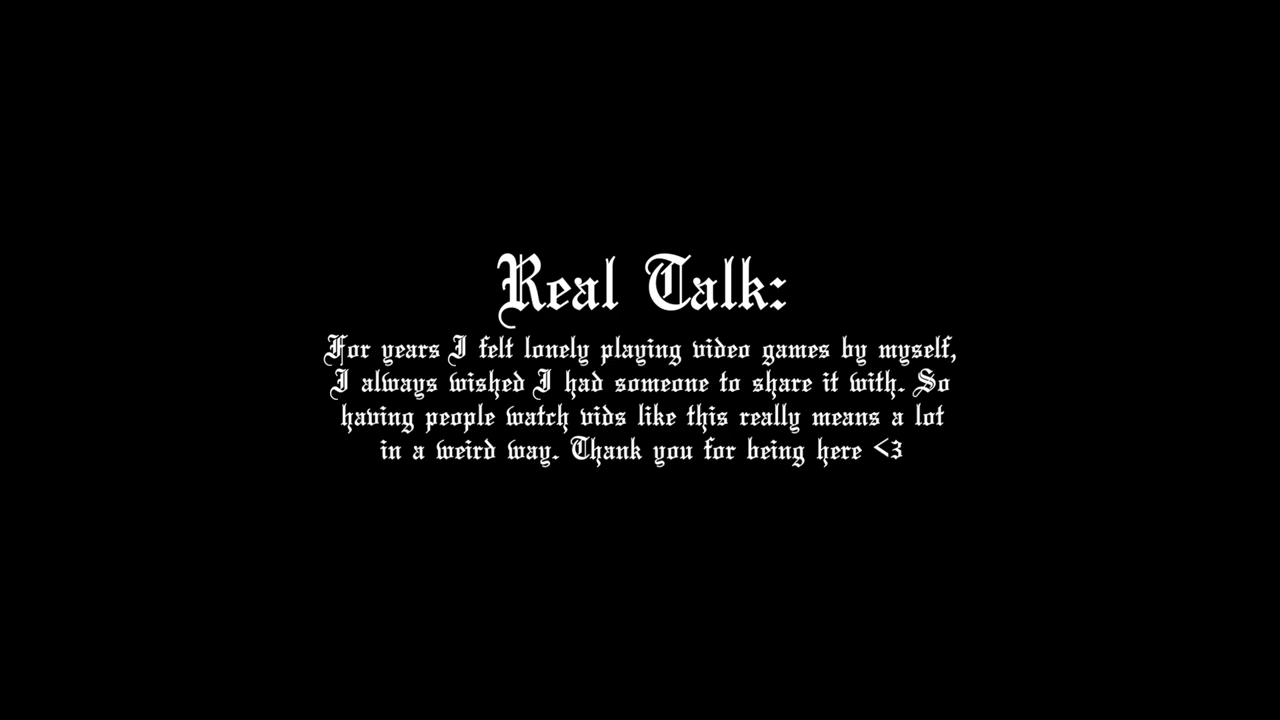 Real Talk:
For years I felt lonely playing video games by myself,
I always wished I had someone to share it with. So
having people watch vids like this really means a lot
in a weird way. Thank you for being here <3